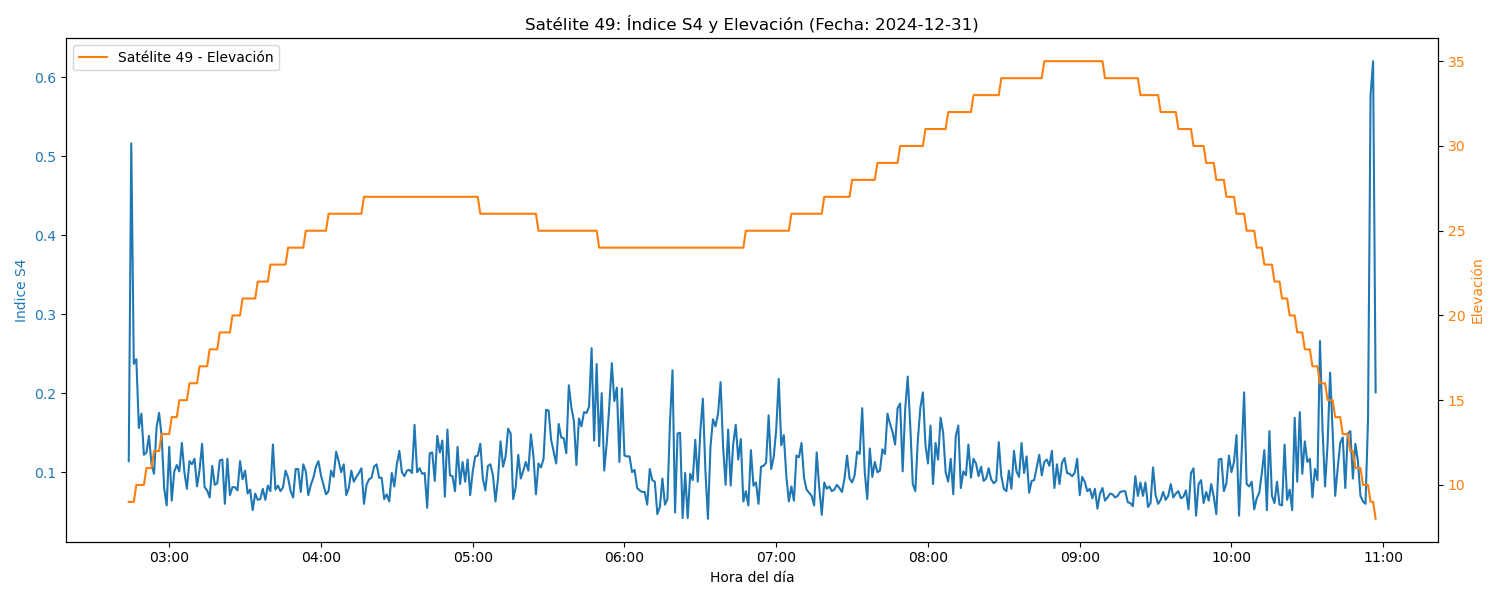 Satélite 49: Índice S4 y Elevación (Fecha: 2024-12-31)
Satélite 49 - Elevación
0.6
0.5
0.4
0.3
0.2
0.1
Indice S4
35
30
25
20
15
10
Elevación
03:00 04:00 05:00 06:00 07:00 08:00 09:00 10:00 11:00
Hora del día